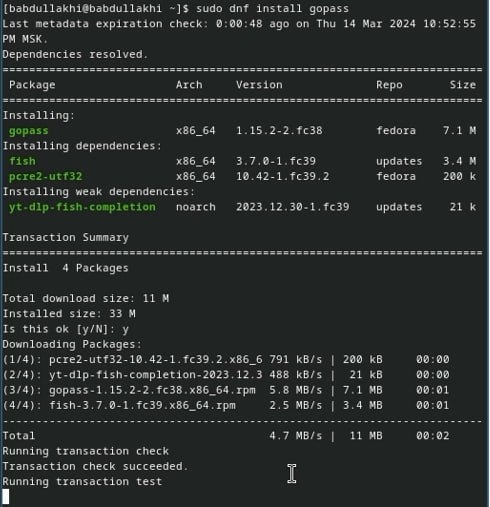 [babdullakhi@babdullakhi ~]$ sudo dnf install gopass
Last metadata expiration check: 0:00:48 ago on Thu 14 Mar 2024 10:52:55
PM MSK.
Dependencies resolved.
================================================================
 Package              Arch    Version              Repo     Size
================================================================
Installing:
 gopass               x86_64  1.15.2-2.fc38        fedora  7.1 M
Installing dependencies:
 fish                 x86_64  3.7.0-1.fc39         updates 3.4 M
 pcre2-utf32          x86_64  10.42-1.fc39.2       fedora  200 k
Installing weak dependencies:
 yt-dlp-fish-completion noarch 2023.12.30-1.fc39   updates  21 k

Transaction Summary
================================================================
Install  4 Packages

Total download size: 11 M
Installed size: 33 M
Is this ok [y/N]: y
Downloading Packages:
(1/4): pcre2-utf32-10.42-1.fc39.2.x86_6 791 kB/s | 200 kB     00:00
(2/4): yt-dlp-fish-completion-2023.12.3 488 kB/s |  21 kB     00:00
(3/4): gopass-1.15.2-2.fc38.x86_64.rpm  5.8 MB/s | 7.1 MB     00:01
(4/4): fish-3.7.0-1.fc39.x86_64.rpm     2.5 MB/s | 3.4 MB     00:01
----------------------------------------------------------------
Total                                   4.7 MB/s |  11 MB     00:02
Running transaction check
Transaction check succeeded.
Running transaction test